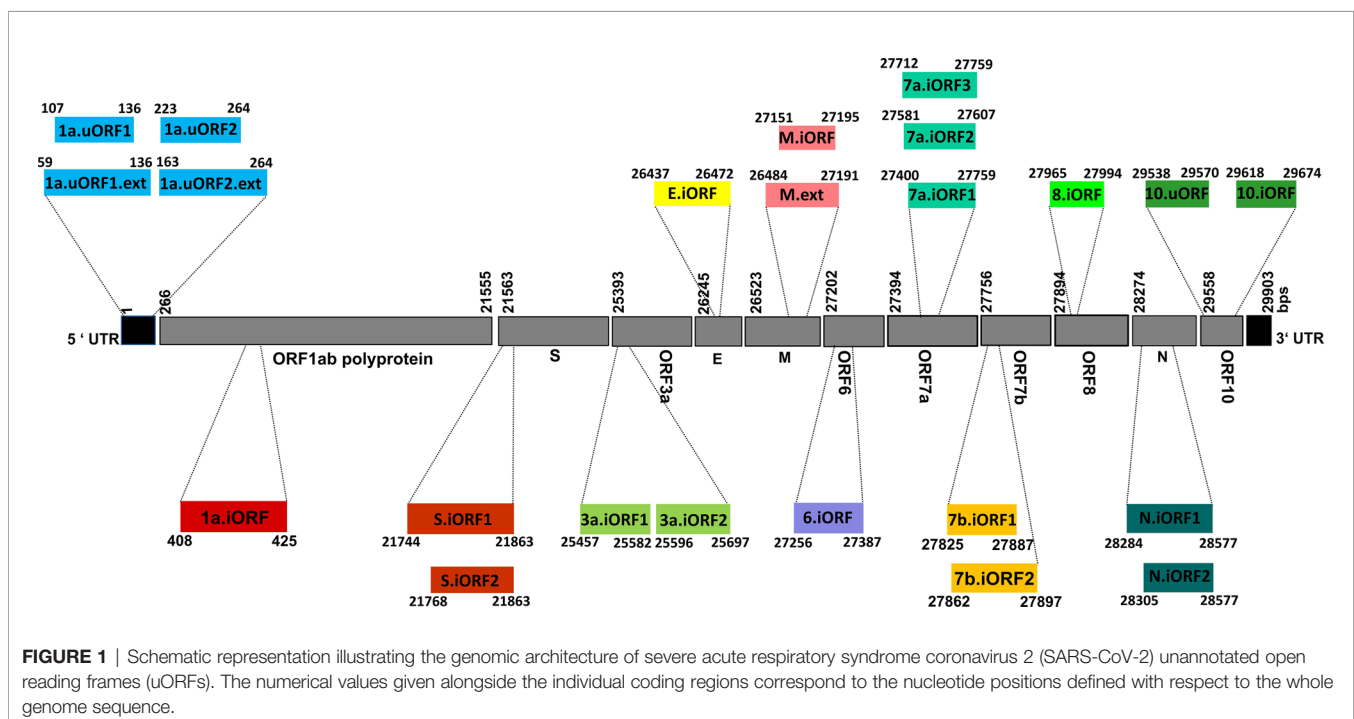 27712 27759
7a.iORF3
107 136 223 264
27151 27195 27581 27607
1a.uORF1 1a.uORF2
M.iORF 7a.iORF2
59 136 163 264
26437 26472 26484 27191 27400 27759 27965 27994 29538 29570 29618 29674
1a.uORF1.ext 1a.uORF2.ext
E.iORF M.ext 7a.iORF1 8.iORF 10.uORF 10.iORF
1 266 21555 21563 25393 26245 26523 27202 27394 27756 27894 28274 29558 29903 bps
5 ' UTR 3' UTR
ORF1ab polyprotein S ORF3a E M ORF6 ORF7a ORF7b ORF8 N ORF10
1a.iORF S.iORF1 3a.iORF1 3a.iORF2 6.iORF 7b.iORF1 N.iORF1
408 425 21744 21863 25457 25582 25596 25697 27256 27387 27825 27887 28284 28577
S.iORF2 7b.iORF2 N.iORF2
21768 21863 27862 27897 28305 28577
FIGURE 1 | Schematic representation illustrating the genomic architecture of severe acute respiratory syndrome coronavirus 2 (SARS-CoV-2) unannotated open
reading frames (uORFs). The numerical values given alongside the individual coding regions correspond to the nucleotide positions defined with respect to the whole
genome sequence.